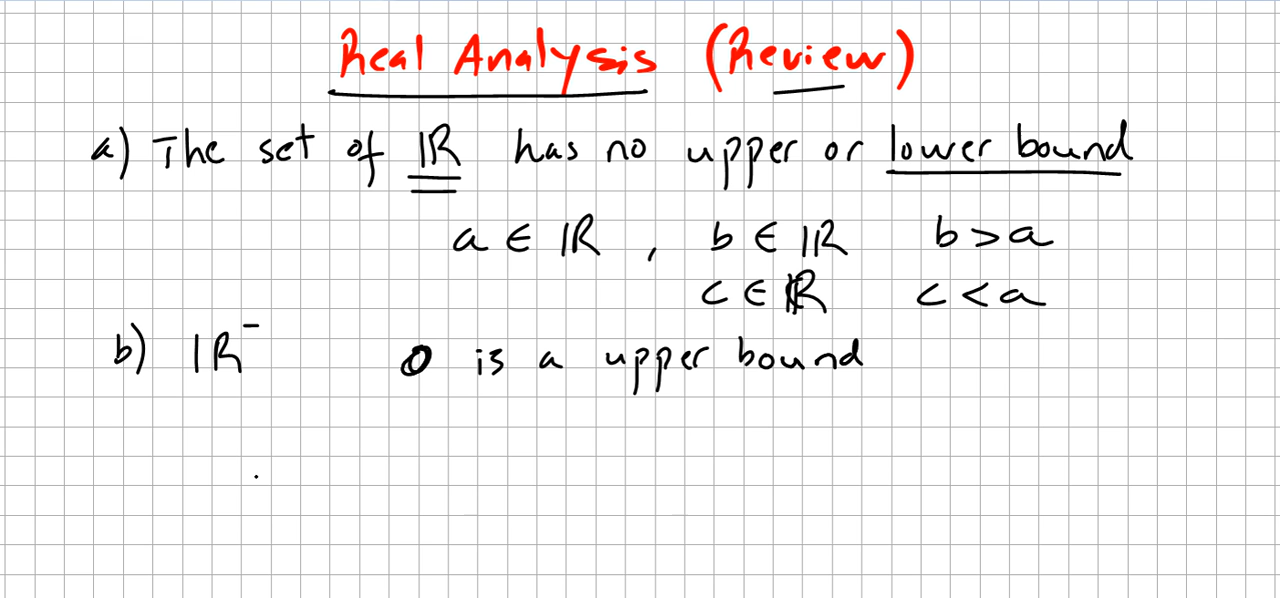 Real Analysis (Review)
a) The set of ℝ has no upper or lower bound
a ∈ ℝ , b ∈ ℝ b > a
c ∈ ℝ c < a
b) ℝ⁻ 0 is a upper bound